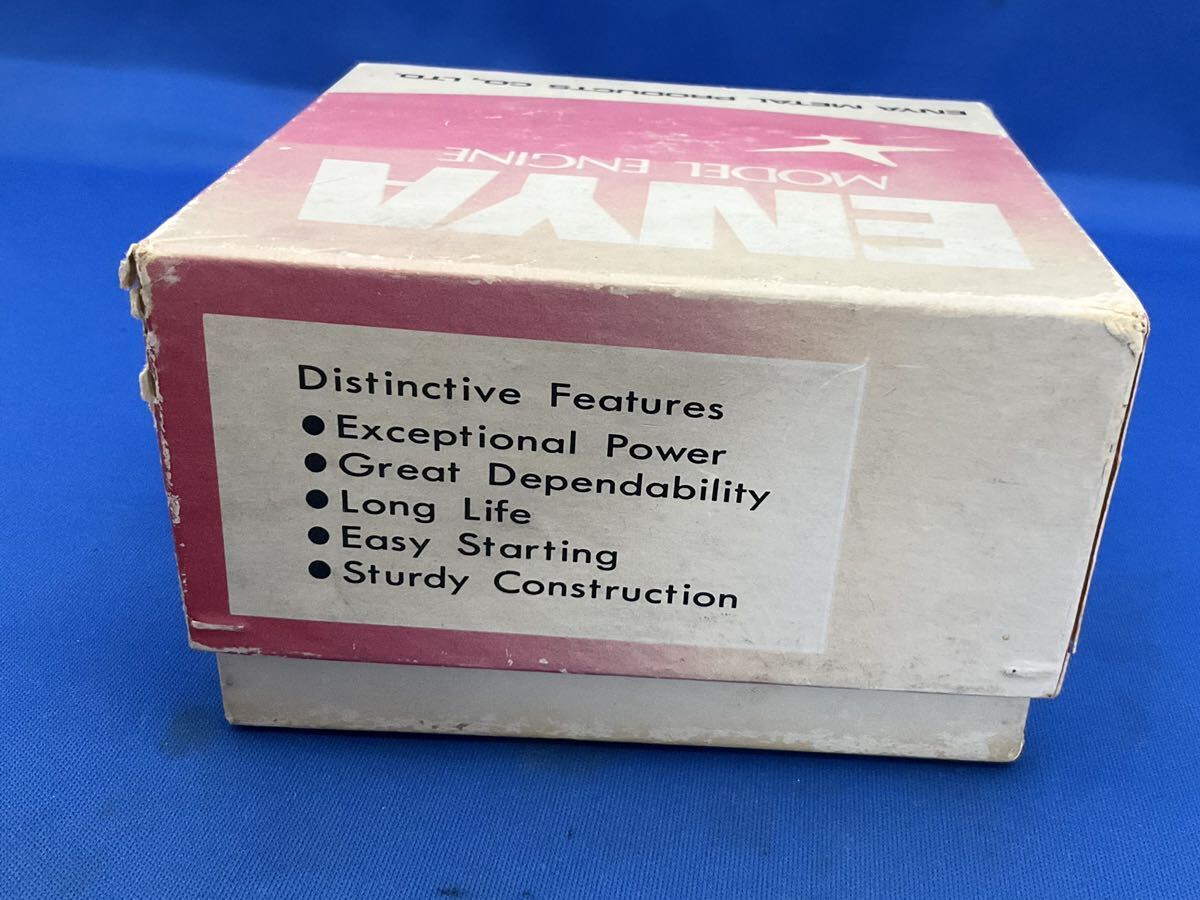 ENYA METAL PRODUCTS CO., LTD.
MODEL ENGINE
ENYA
Distinctive Features
● Exceptional Power
● Great Dependability
● Long Life
● Easy Starting
● Sturdy Construction